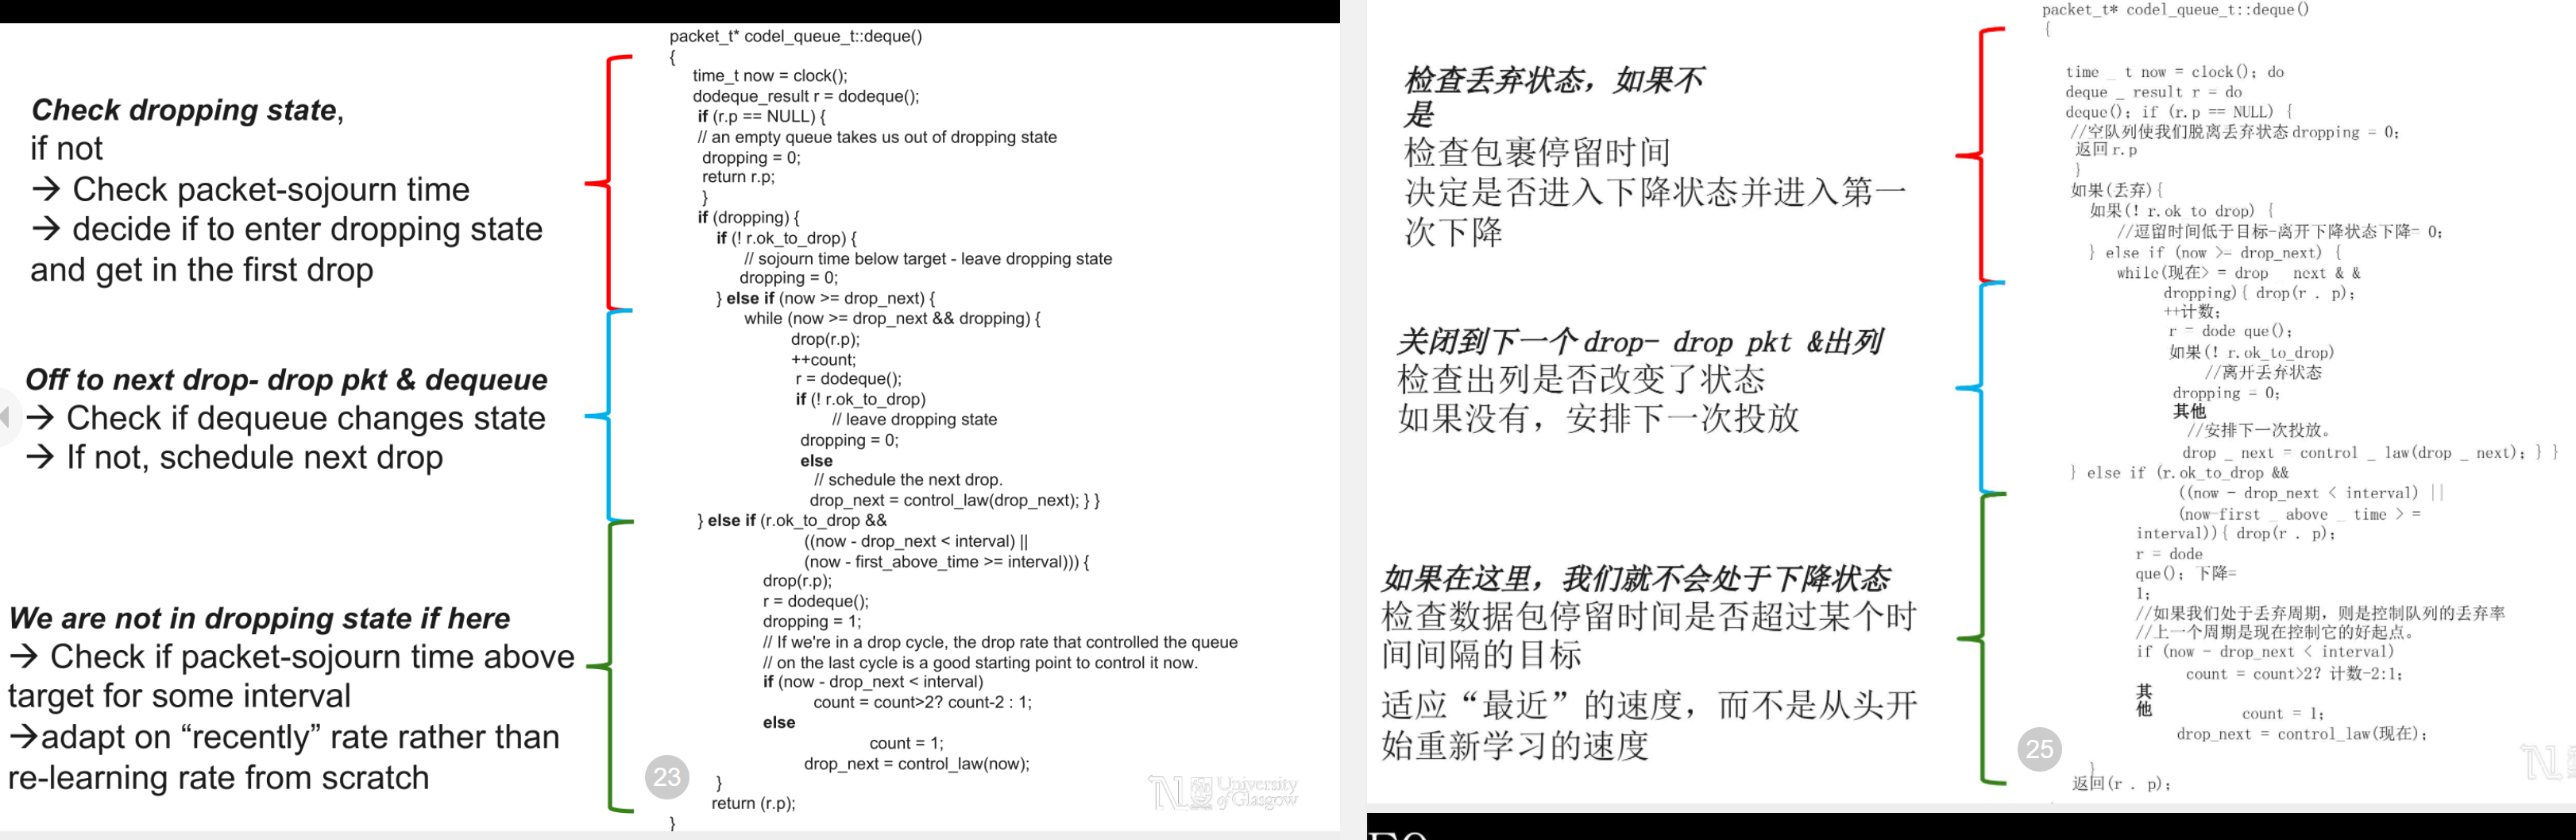 Check dropping state,
if not
→ Check packet-sojourn time
→ decide if to enter dropping state
and get in the first drop
Off to next drop- drop pkt & dequeue
→ Check if dequeue changes state
→ If not, schedule next drop
We are not in dropping state if here
→ Check if packet-sojourn time above
target for some interval
→adapt on “recently” rate rather than
re-learning rate from scratch
packet_t* codel_queue_t::deque()
{
time_t now = clock();
dodeque_result r = dodeque();
if (r.p == NULL) {
// an empty queue takes us out of dropping state
dropping = 0;
return r.p;
}
if (dropping) {
if (! r.ok_to_drop) {
// sojourn time below target - leave dropping state
dropping = 0;
} else if (now >= drop_next) {
while (now >= drop_next && dropping) {
drop(r.p);
++count;
r = dodeque();
if (! r.ok_to_drop)
// leave dropping state
dropping = 0;
else
// schedule the next drop.
drop_next = control_law(drop_next); } }
} else if (r.ok_to_drop &&
((now - drop_next < interval) ||
(now - first_above_time >= interval))) {
drop(r.p);
r = dodeque();
dropping = 1;
// If we're in a drop cycle, the drop rate that controlled the queue
// on the last cycle is a good starting point to control it now.
if (now - drop_next < interval)
count = count>2? count-2 : 1;
else
count = 1;
drop_next = control_law(now);
}
return (r.p);
}
23
University
of Glasgow
检查丢弃状态，如果不
是
检查包裹停留时间
决定是否进入下降状态并进入第一
次下降
关闭到下一个drop- drop pkt &出列
检查出列是否改变了状态
如果没有，安排下一次投放
如果在这里，我们就不会处于下降状态
检查数据包停留时间是否超过某个时
间间隔的目标
适应“最近”的速度，而不是从头开
始重新学习的速度
packet_t* codel_queue_t::deque()
{
time _ t now = clock(); do
deque _ result r = do
deque(); if (r.p == NULL) {
//空队列使我们脱离丢弃状态dropping = 0;
返回r.p
}
如果(丢弃){
如果(! r.ok to drop) {
//逗留时间低于目标-离开下降状态下降= 0;
} else if (now >= drop_next) {
while(现在> = drop _ next & &
dropping){ drop(r . p);
++计数;
r = dode que();
如果(! r.ok_to_drop)
//离开丢弃状态
dropping = 0;
其他
//安排下一次投放。
drop _ next = control _ law(drop _ next); } }
} else if (r.ok_to_drop &&
((now - drop_next < interval) ||
(now-first _ above _ time > =
interval)){ drop(r . p);
r = dode
que(); 下降=
1;
//如果我们处于丢弃周期，则是控制队列的丢弃率
//上一个周期是现在控制它的好起点。
if (now - drop_next < interval)
count = count>2? 计数-2:1;
其
他
count = 1;
drop_next = control_law(现在);
}
返回(r . p);
25